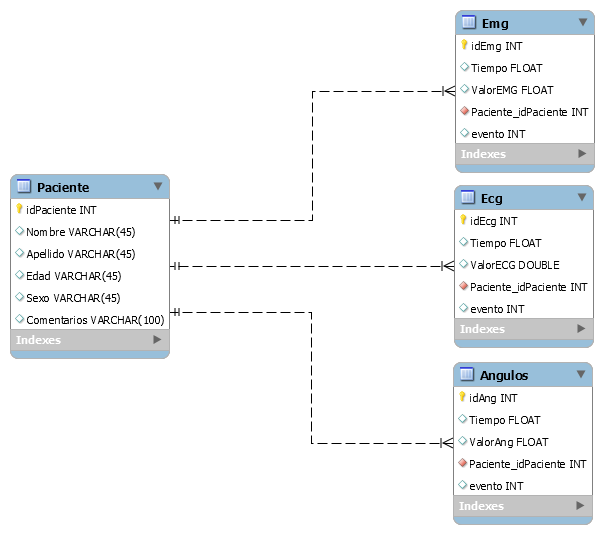 Paciente
idPaciente INT
Nombre VARCHAR(45)
Apellido VARCHAR(45)
Edad VARCHAR(45)
Sexo VARCHAR(45)
Comentarios VARCHAR(100)
Indexes
Emg
idEmg INT
Tiempo FLOAT
ValorEMG FLOAT
Paciente_idPaciente INT
evento INT
Indexes
Ecg
idEcg INT
Tiempo FLOAT
ValorECG DOUBLE
Paciente_idPaciente INT
evento INT
Indexes
Angulos
idAng INT
Tiempo FLOAT
ValorAng FLOAT
Paciente_idPaciente INT
evento INT
Indexes